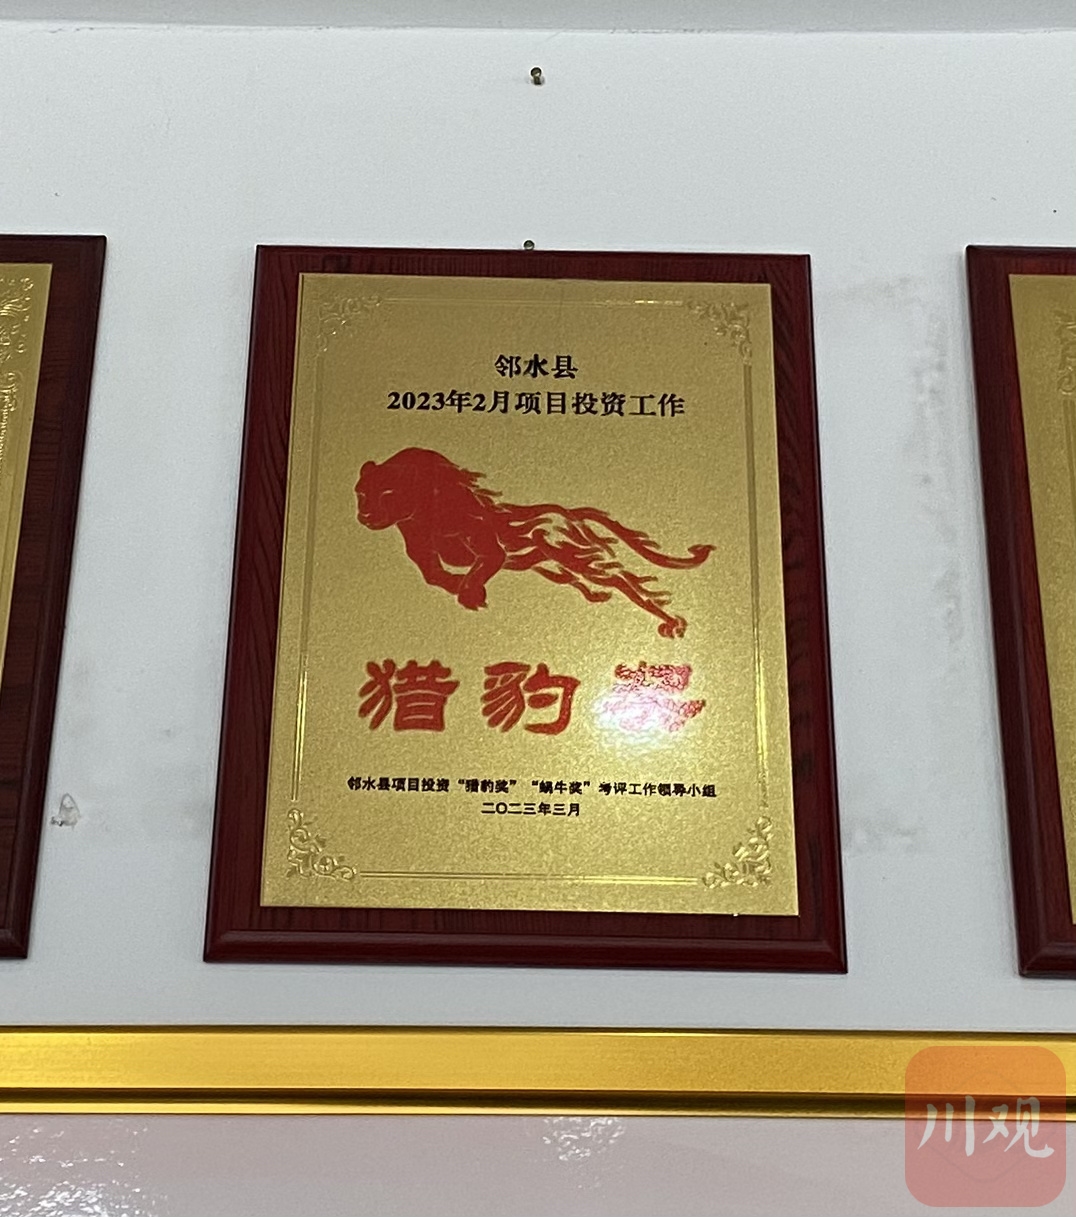 邻水县
2023年2月项目投资工作
猎豹奖
邻水县项目投资“猎豹奖”“蜗牛奖”考评工作领导小组
二〇二三年三月
川观